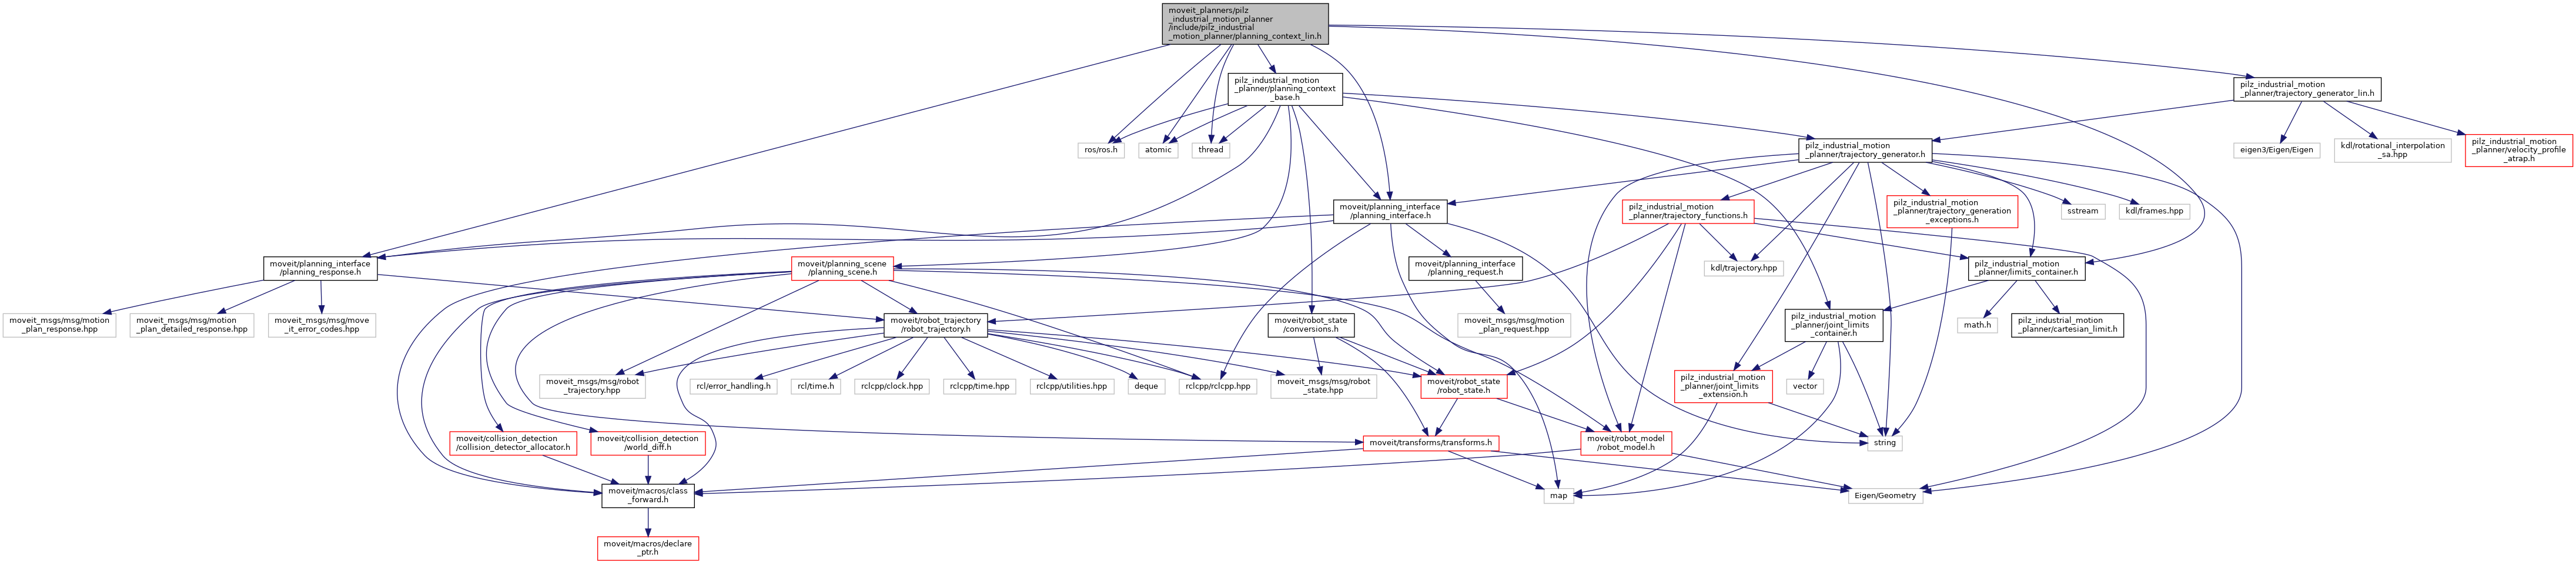 moveit_planners/pilz
_industrial_motion_planner
/include/pilz_industrial
_motion_planner/planning_context_lin.h
pilz_industrial_motion
_planner/planning_context
_base.h
pilz_industrial_motion
_planner/trajectory_generator_lin.h
ros/ros.h
atomic
thread
pilz_industrial_motion
_planner/trajectory_generator.h
eigen3/Eigen/Eigen
kdl/rotational_interpolation
_sa.hpp
pilz_industrial_motion
_planner/velocity_profile
_atrap.h
moveit/planning_interface
/planning_interface.h
pilz_industrial_motion
_planner/trajectory_functions.h
pilz_industrial_motion
_planner/trajectory_generation
_exceptions.h
sstream
kdl/frames.hpp
moveit/planning_interface
/planning_response.h
moveit/planning_scene
/planning_scene.h
moveit/planning_interface
/planning_request.h
kdl/trajectory.hpp
pilz_industrial_motion
_planner/limits_container.h
moveit_msgs/msg/motion
_plan_response.hpp
moveit_msgs/msg/motion
_plan_detailed_response.hpp
moveit_msgs/msg/move
_it_error_codes.hpp
moveit/robot_trajectory
/robot_trajectory.h
moveit/robot_state
/conversions.h
moveit_msgs/msg/motion
_plan_request.hpp
pilz_industrial_motion
_planner/joint_limits
_container.h
math.h
pilz_industrial_motion
_planner/cartesian_limit.h
moveit_msgs/msg/robot
_trajectory.hpp
rcl/error_handling.h
rcl/time.h
rclcpp/clock.hpp
rclcpp/time.hpp
rclcpp/utilities.hpp
deque
rclcpp/rclcpp.hpp
moveit_msgs/msg/robot
_state.hpp
moveit/robot_state
/robot_state.h
pilz_industrial_motion
_planner/joint_limits
_extension.h
vector
moveit/collision_detection
/collision_detector_allocator.h
moveit/collision_detection
/world_diff.h
moveit/transforms/transforms.h
moveit/robot_model
/robot_model.h
string
moveit/macros/class
_forward.h
map
Eigen/Geometry
moveit/macros/declare
_ptr.h